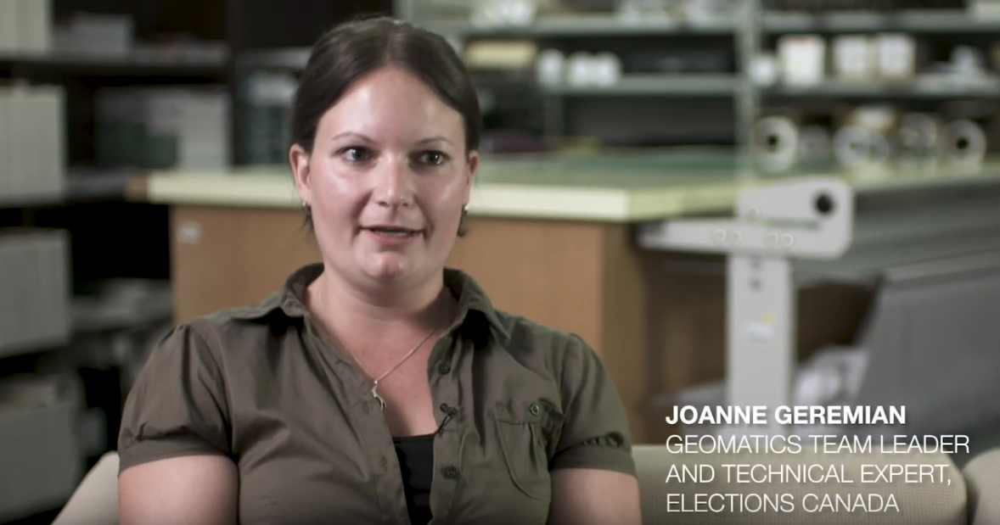 JOANNE GEREMIAN
GEOMATICS TEAM LEADER
AND TECHNICAL EXPERT,
ELECTIONS CANADA